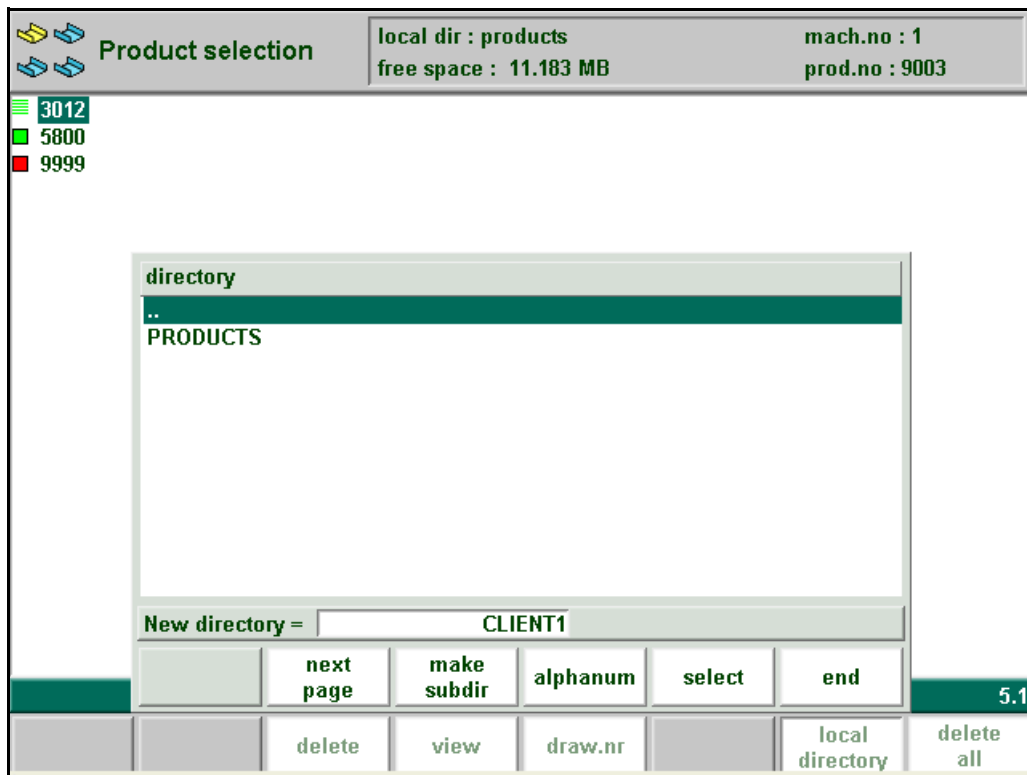 Product selection
local dir : products
mach.no : 1
free space : 11.183 MB
prod.no : 9003
3012
5800
9999
directory
..
PRODUCTS
New directory =
CLIENT1
next
page
make
subdir
alphanum
select
end
5.1
delete
view
draw.nr
local
directory
delete
all